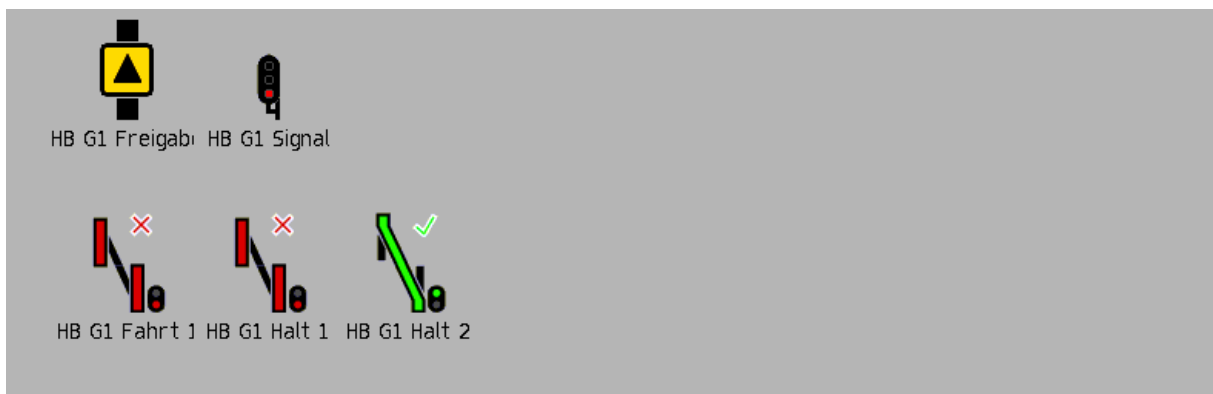 HB G1 Freigab
HB G1 Signal
HB G1 Fahrt 1
HB G1 Halt 1
HB G1 Halt 2